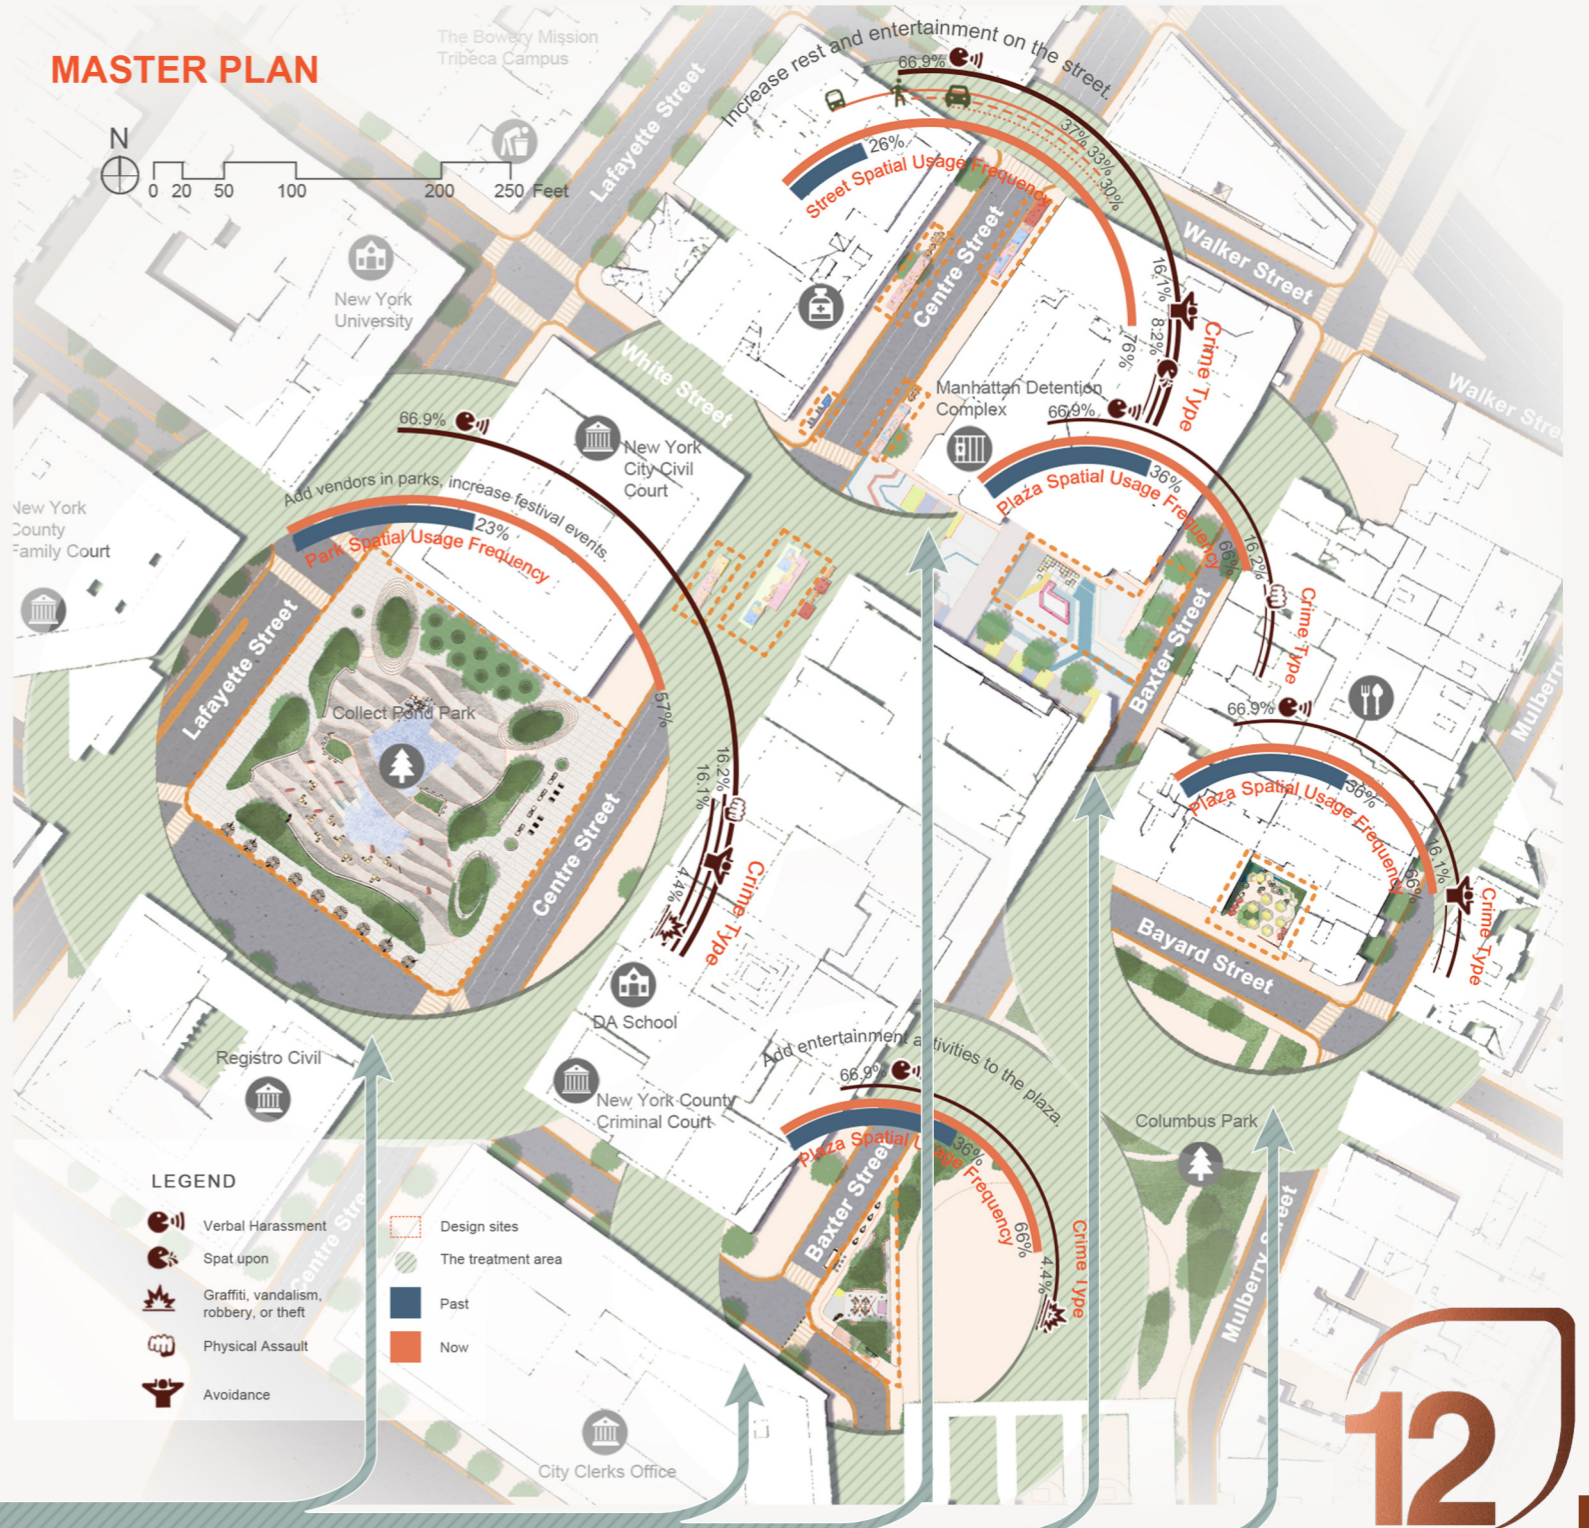 MASTER PLAN
N
0 20 50 100 200 250 Feet
The Bowery Mission
Tribeca Campus
Lafayette Street
New York
University
Increase rest and entertainment on the street.
66.9%
37%
33%
30%
26%
Street Spatial Usage Frequency
76%
16.1%
8.2%
Crime Type
Centre Street
Walker Street
Walker Stre
White Street
Manhattan Detention
Complex
66.9%
36%
Plaza Spatial Usage Frequency
66%
16.2%
Crime Type
66.9%
New York
City Civil
Court
Add vendors in parks, increase festival events.
23%
Park Spatial Usage Frequency
57%
16.2%
16.1%
4.4%
Crime Type
New York
County
Family Court
Lafayette Street
Collect Pond Park
Centre Street
Baxter Street
Mulberry
66.9%
36%
Plaza Spatial Usage Frequency
66%
16.1%
Crime Type
Bayard Street
DA School
Registro Civil
New York County
Criminal Court
Add entertainment activities to the plaza.
66.9%
36%
Plaza Spatial Usage Frequency
66%
4.4%
Crime Type
Baxter Street
Columbus Park
Mulberry Street
Centre Street
LEGEND
Verbal Harassment
Spat upon
Graffiti, vandalism,
robbery, or theft
Physical Assault
Avoidance
Design sites
The treatment area
Past
Now
City Clerks Office
12